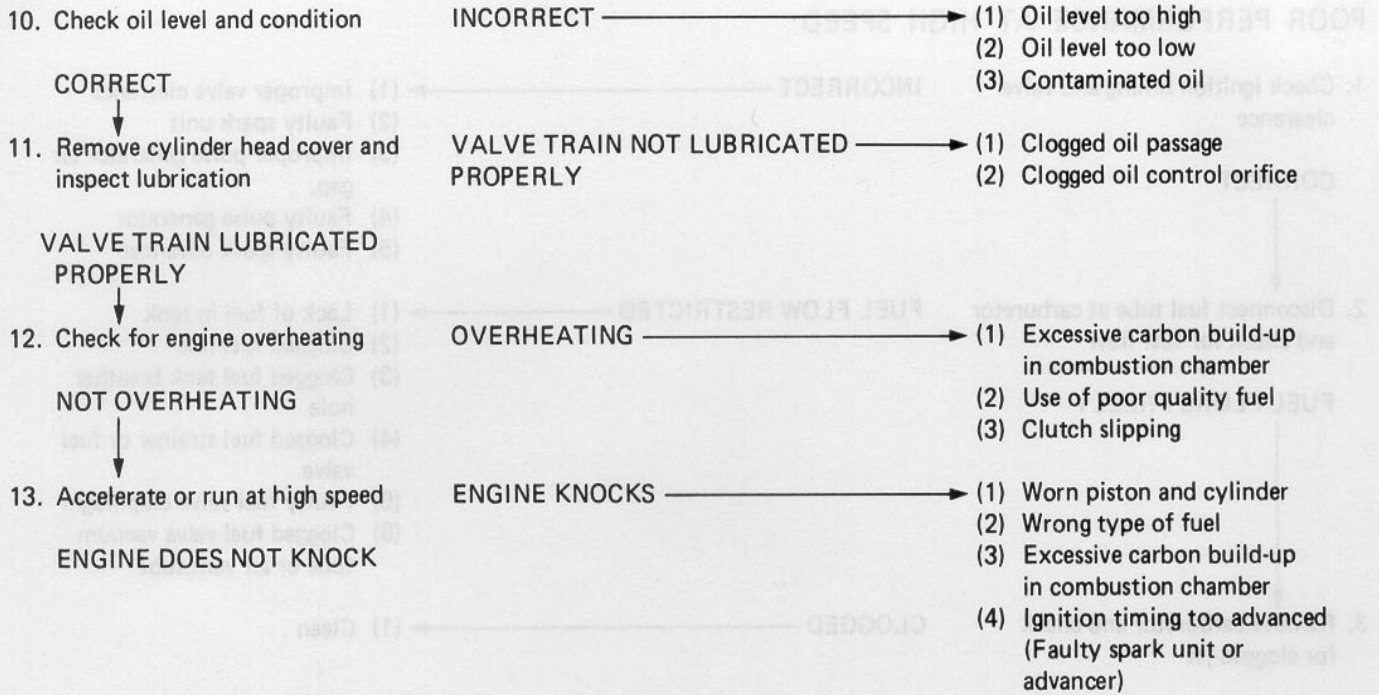 10. Check oil level and condition
INCORRECT
(1) Oil level too high
(2) Oil level too low
(3) Contaminated oil
CORRECT
11. Remove cylinder head cover and
inspect lubrication
VALVE TRAIN NOT LUBRICATED
PROPERLY
(1) Clogged oil passage
(2) Clogged oil control orifice
VALVE TRAIN LUBRICATED
PROPERLY
12. Check for engine overheating
OVERHEATING
(1) Excessive carbon build-up
in combustion chamber
(2) Use of poor quality fuel
(3) Clutch slipping
NOT OVERHEATING
13. Accelerate or run at high speed
ENGINE KNOCKS
(1) Worn piston and cylinder
(2) Wrong type of fuel
(3) Excessive carbon build-up
in combustion chamber
(4) Ignition timing too advanced
(Faulty spark unit or
advancer)
ENGINE DOES NOT KNOCK